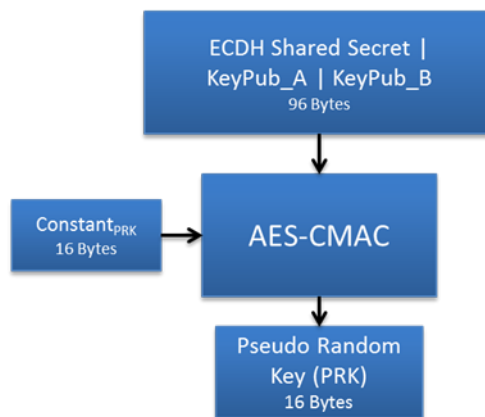 ECDH Shared Secret |
KeyPub_A | KeyPub_B
96 Bytes
ConstantPRK
16 Bytes
AES-CMAC
Pseudo Random
Key (PRK)
16 Bytes